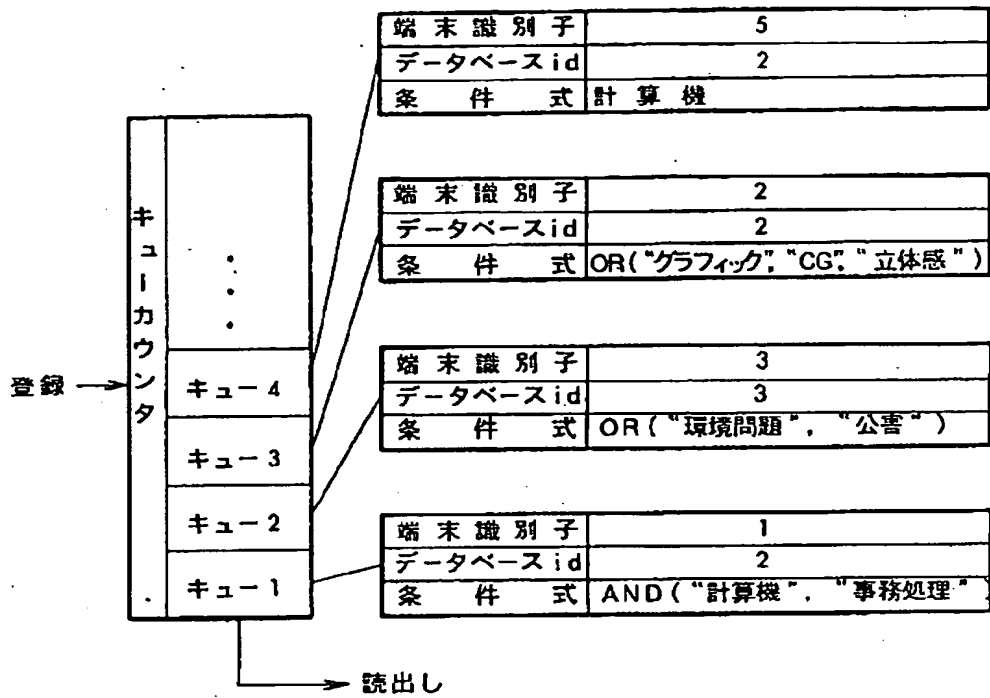 端末識別子 5
データベースid 2
条件式 計算機
端末識別子 2
データベースid 2
条件式 OR("グラフィック","CG","立体感")
端末識別子 3
データベースid 3
条件式 OR("環境問題","公害")
端末識別子 1
データベースid 2
条件式 AND("計算機","事務処理")
キューカウンタ
登録
キュー4
キュー3
キュー2
キュー1
読出し